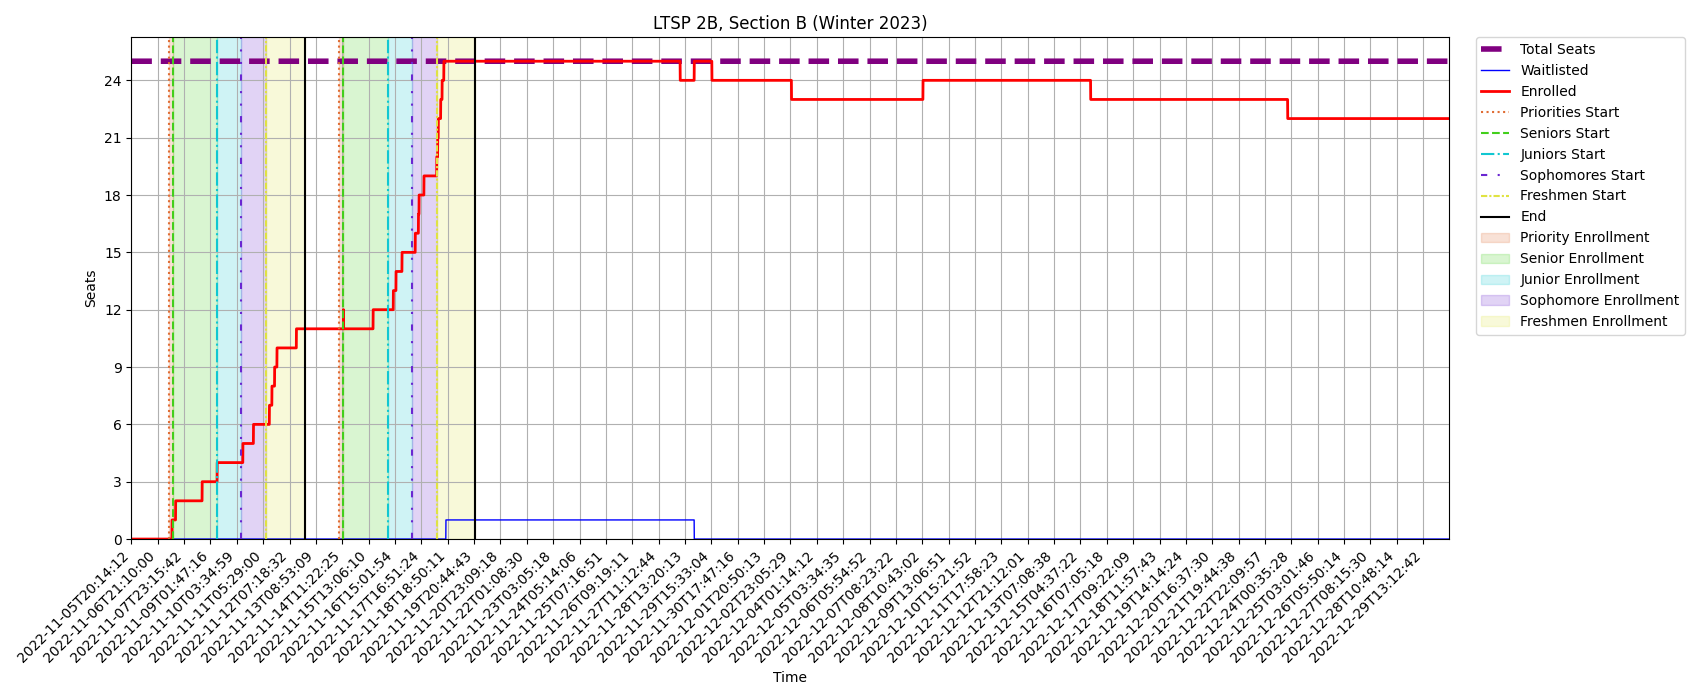 LTSP 2B, Section B (Winter 2023)
Total Seats
Waitlisted
Enrolled
Priorities Start
Seniors Start
Juniors Start
Sophomores Start
Freshmen Start
End
Priority Enrollment
Senior Enrollment
Junior Enrollment
Sophomore Enrollment
Freshmen Enrollment
Seats
24
21
18
15
12
9
6
3
0
2022-11-05T20:14:12
2022-11-06T21:10:00
2022-11-07T23:15:42
2022-11-09T01:47:16
2022-11-10T03:34:59
2022-11-11T05:29:00
2022-11-12T07:18:32
2022-11-13T08:53:09
2022-11-14T11:22:25
2022-11-15T13:06:10
2022-11-16T15:01:54
2022-11-17T16:51:24
2022-11-18T18:50:11
2022-11-19T20:44:43
2022-11-20T23:09:18
2022-11-22T01:08:30
2022-11-23T03:05:18
2022-11-24T05:14:06
2022-11-25T07:16:51
2022-11-26T09:19:11
2022-11-27T11:12:44
2022-11-28T13:20:13
2022-11-29T15:33:04
2022-11-30T17:47:16
2022-12-01T20:50:13
2022-12-02T23:05:29
2022-12-04T01:14:12
2022-12-05T03:34:35
2022-12-06T05:54:52
2022-12-07T08:23:22
2022-12-08T10:43:02
2022-12-09T13:06:51
2022-12-10T15:21:52
2022-12-11T17:58:23
2022-12-12T21:12:01
2022-12-13T07:08:38
2022-12-15T04:37:22
2022-12-16T07:05:18
2022-12-17T09:22:09
2022-12-18T11:57:43
2022-12-19T14:14:24
2022-12-20T16:37:30
2022-12-21T19:44:38
2022-12-22T22:09:57
2022-12-24T00:35:28
2022-12-25T03:01:46
2022-12-26T05:50:14
2022-12-27T08:15:30
2022-12-28T10:48:14
2022-12-29T13:12:42
Time